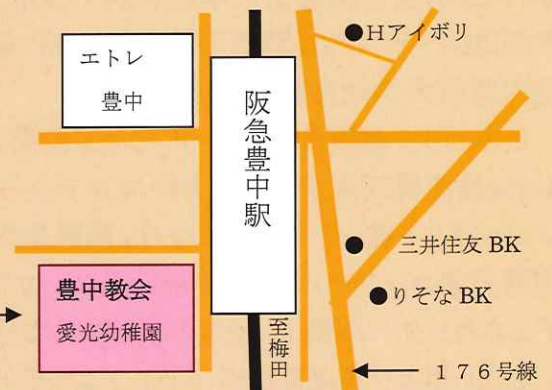 エトレ
豊中
阪急豊中駅
●Hアイボリ
● 三井住友 BK
●りそな BK
豊中教会
愛光幼稚園
至梅田
176号線